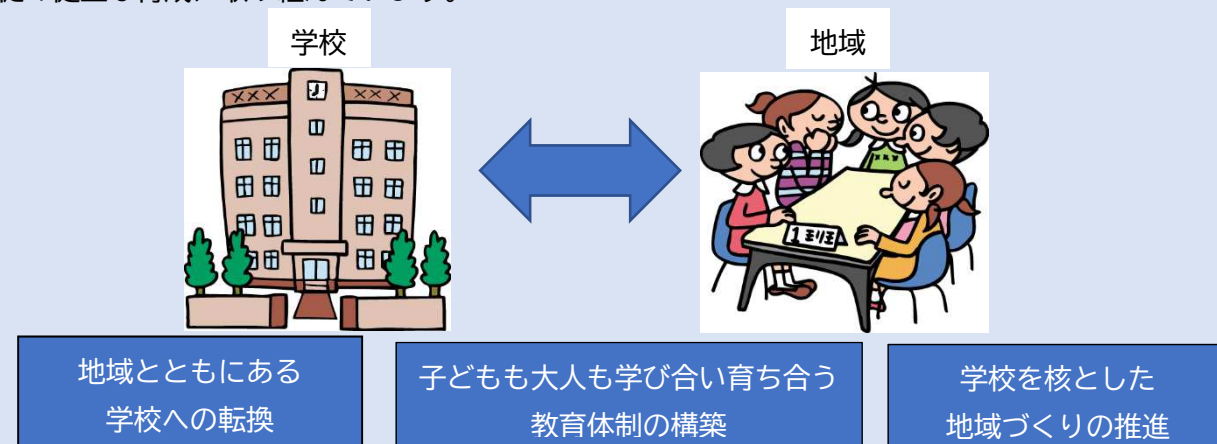 学校
地域
地域とともにある
学校への転換
子どもも大人も学び合い育ち合う
教育体制の構築
学校を核とした
地域づくりの推進